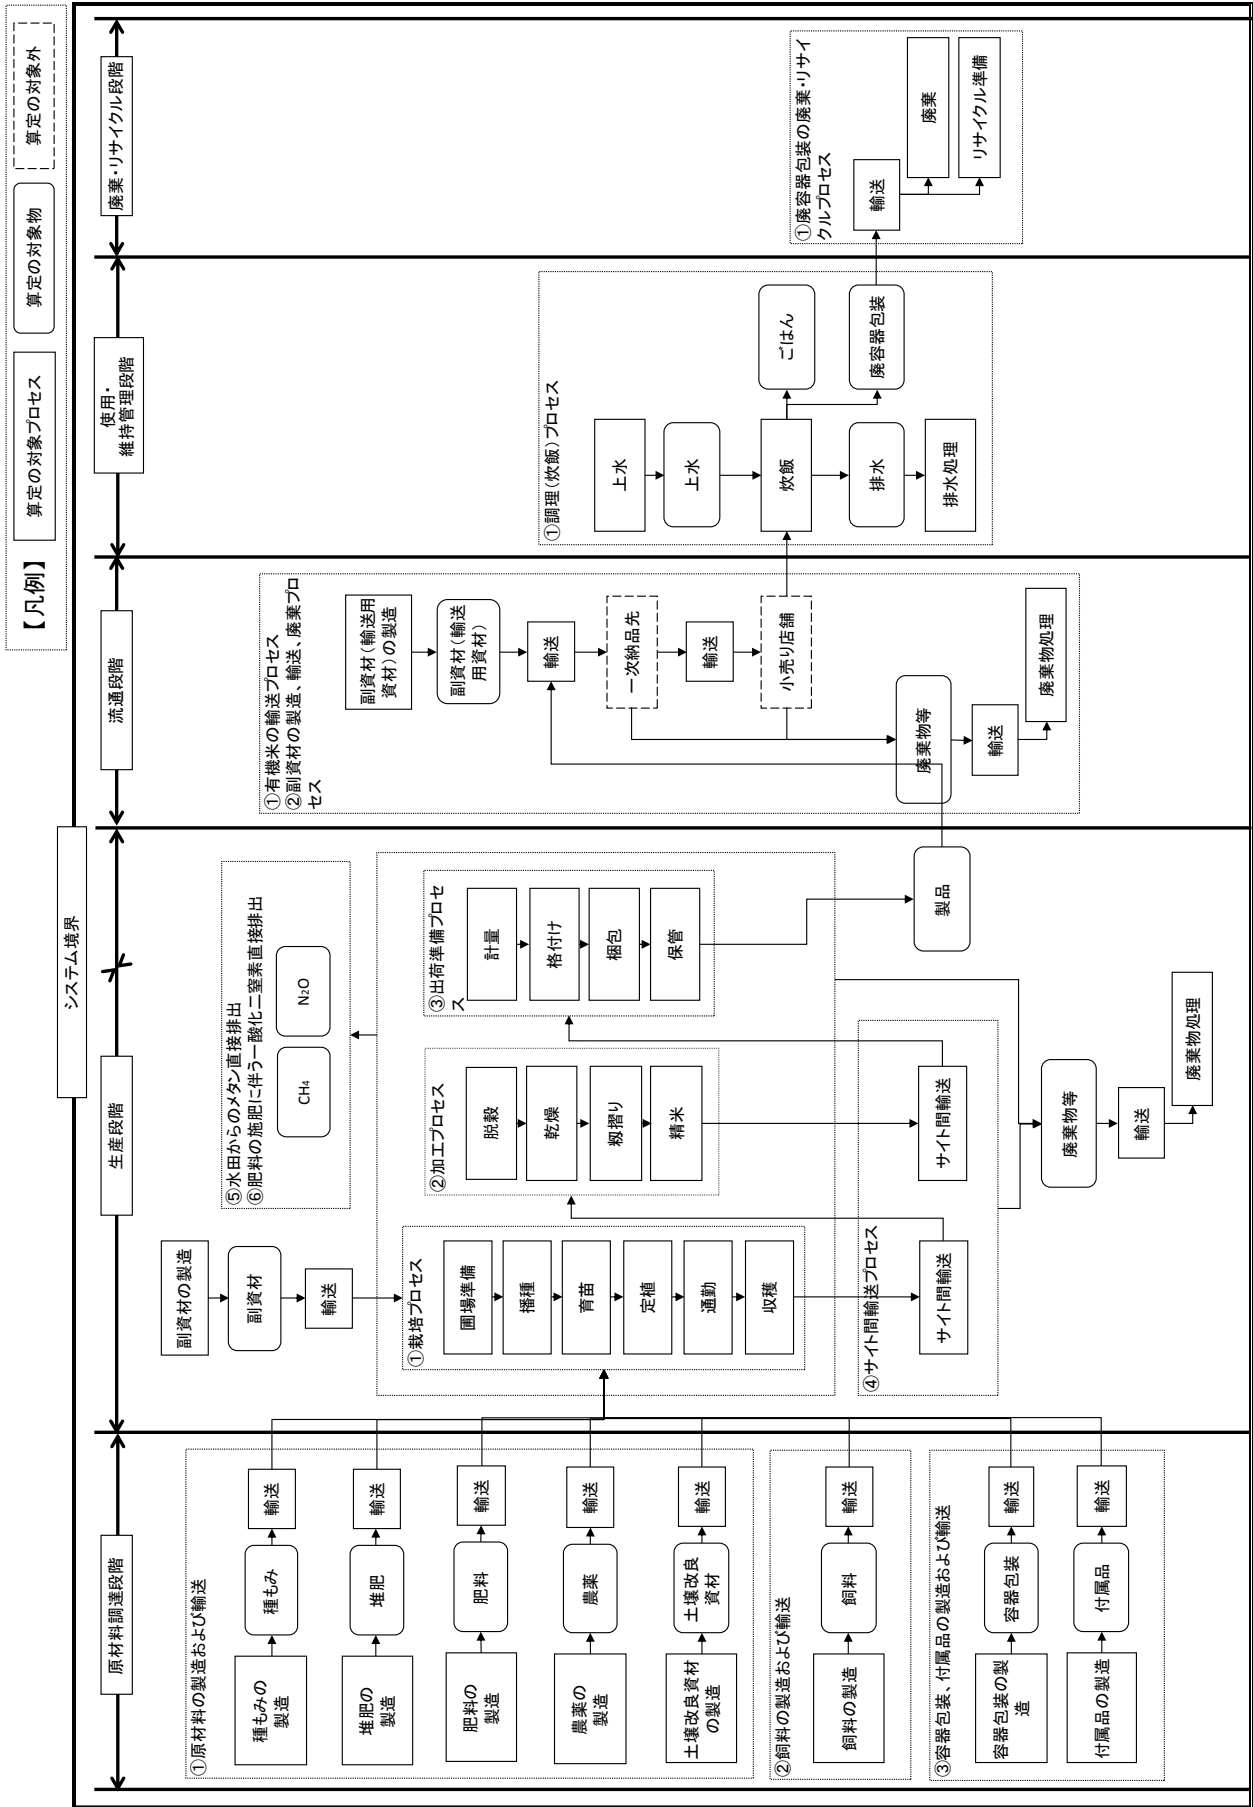 【凡例】
算定の対象プロセス
算定の対象物
算定の対象外
システム境界
原材料調達段階
生産段階
流通段階
使用・
維持管理段階
廃棄・リサイクル段階
①原材料の製造および輸送
種もみの
製造
種もみ
輸送
堆肥の
製造
堆肥
輸送
肥料の
製造
肥料
輸送
農薬の
製造
農薬
輸送
土壌改良資材
の製造
土壌改良
資材
輸送
②飼料の製造および輸送
飼料の製造
飼料
輸送
③容器包装、付属品の製造および輸送
容器包装の製
造
容器包装
輸送
付属品の製造
付属品
輸送
副資材の製造
副資材
輸送
①栽培プロセス
圃場準備
播種
育苗
定植
通勤
収穫
②加工プロセス
脱穀
乾燥
籾摺り
精米
③出荷準備プロセ
ス
計量
格付け
梱包
保管
④サイト間輸送プロセス
サイト間輸送
サイト間輸送
⑤水田からのメタン直接排出
⑥肥料の施肥に伴う一酸化二窒素直接排出
CH4
N2O
製品
廃棄物等
輸送
廃棄物処理
①有機米の輸送プロセス
②副資材の製造、輸送、廃棄プロ
セス
副資材(輸送用
資材)の製造
副資材(輸送
用資材)
輸送
一次納品先
輸送
小売り店舗
廃棄物等
輸送
廃棄物処理
①調理(炊飯)プロセス
上水
上水
炊飯
排水
排水処理
ごはん
廃容器包装
①廃容器包装の廃棄・リサイ
クルプロセス
輸送
廃棄
リサイクル準備